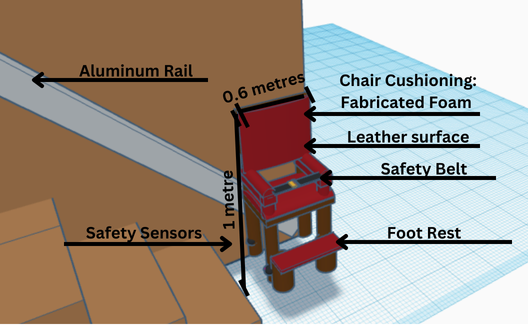 Aluminum Rail
0.6 metres
Chair Cushioning:
Fabricated Foam
Leather surface
Safety Belt
1 metre
Safety Sensors
Foot Rest